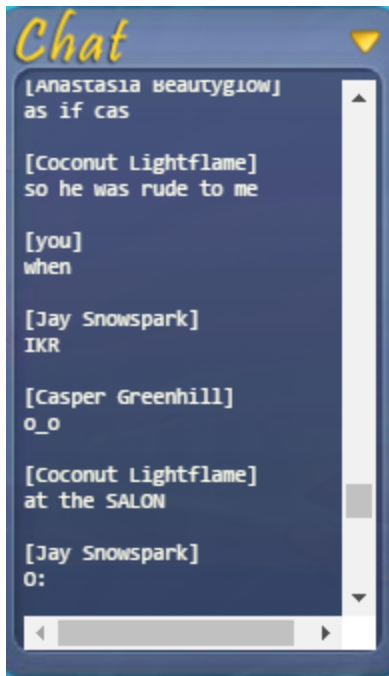 Chat
[Anastasia Beautyglow]
as if cas
[Coconut Lightflame]
so he was rude to me
[you]
when
[Jay Snowspark]
IKR
[Casper Greenhill]
o_o
[Coconut Lightflame]
at the SALON
[Jay Snowspark]
O: